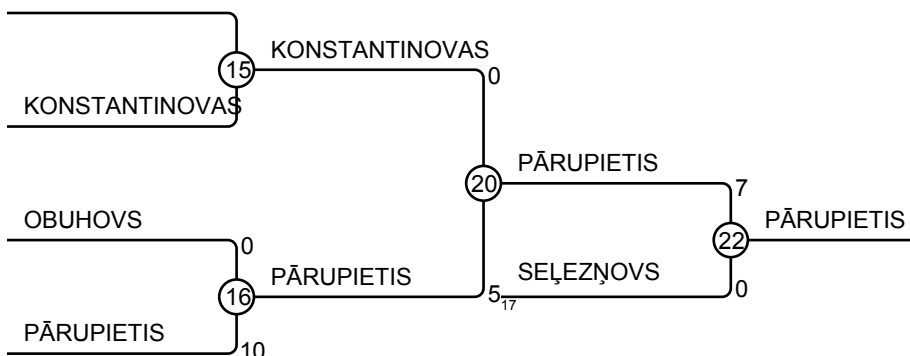 15
KONSTANTINOVAS
0
KONSTANTINOVAS
20
PĀRUPIETIS
7
OBUHOVS
0
22
PĀRUPIETIS
16
PĀRUPIETIS
5
17
SEĻEZŅOVS
0
PĀRUPIETIS
10